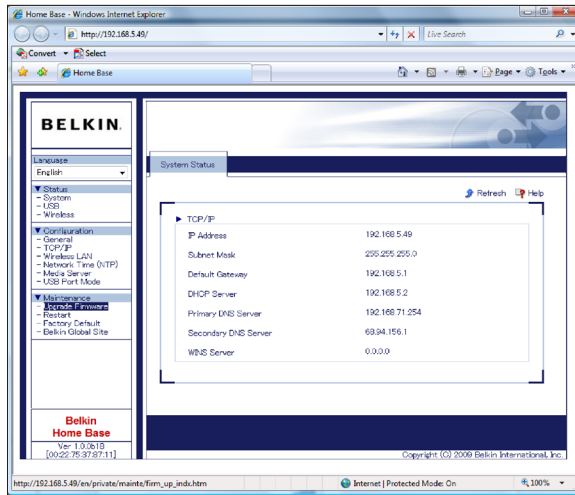 Home Base - Windows Internet Explorer
http://192.168.5.49/
Live Search
Convert Select
Home Base
Page Tools
BELKIN.
Language
English
Status
- System
- USB
- Wireless
Configuration
- General
- TCP/IP
- Wireless LAN
- Network Time (NTP)
- Media Server
- USB Port Mode
Maintenance
- Upgrade Firmware
- Restart
- Factory Default
- Belkin Global Site
Belkin
Home Base
Ver 1.0.0b18
[00:22:75:37:87:11]
System Status
Refresh Help
TCP/IP
IP Address 192.168.5.49
Subnet Mask 255.255.255.0
Default Gateway 192.168.5.1
DHCP Server 192.168.5.2
Primary DNS Server 192.168.71.254
Secondary DNS Server 68.94.156.1
WINS Server 0.0.0.0
Copyright (C) 2009 Belkin International, Inc.
http://192.168.5.49/en/private/mainte/firm_up_indx.htm Internet | Protected Mode: On 100%